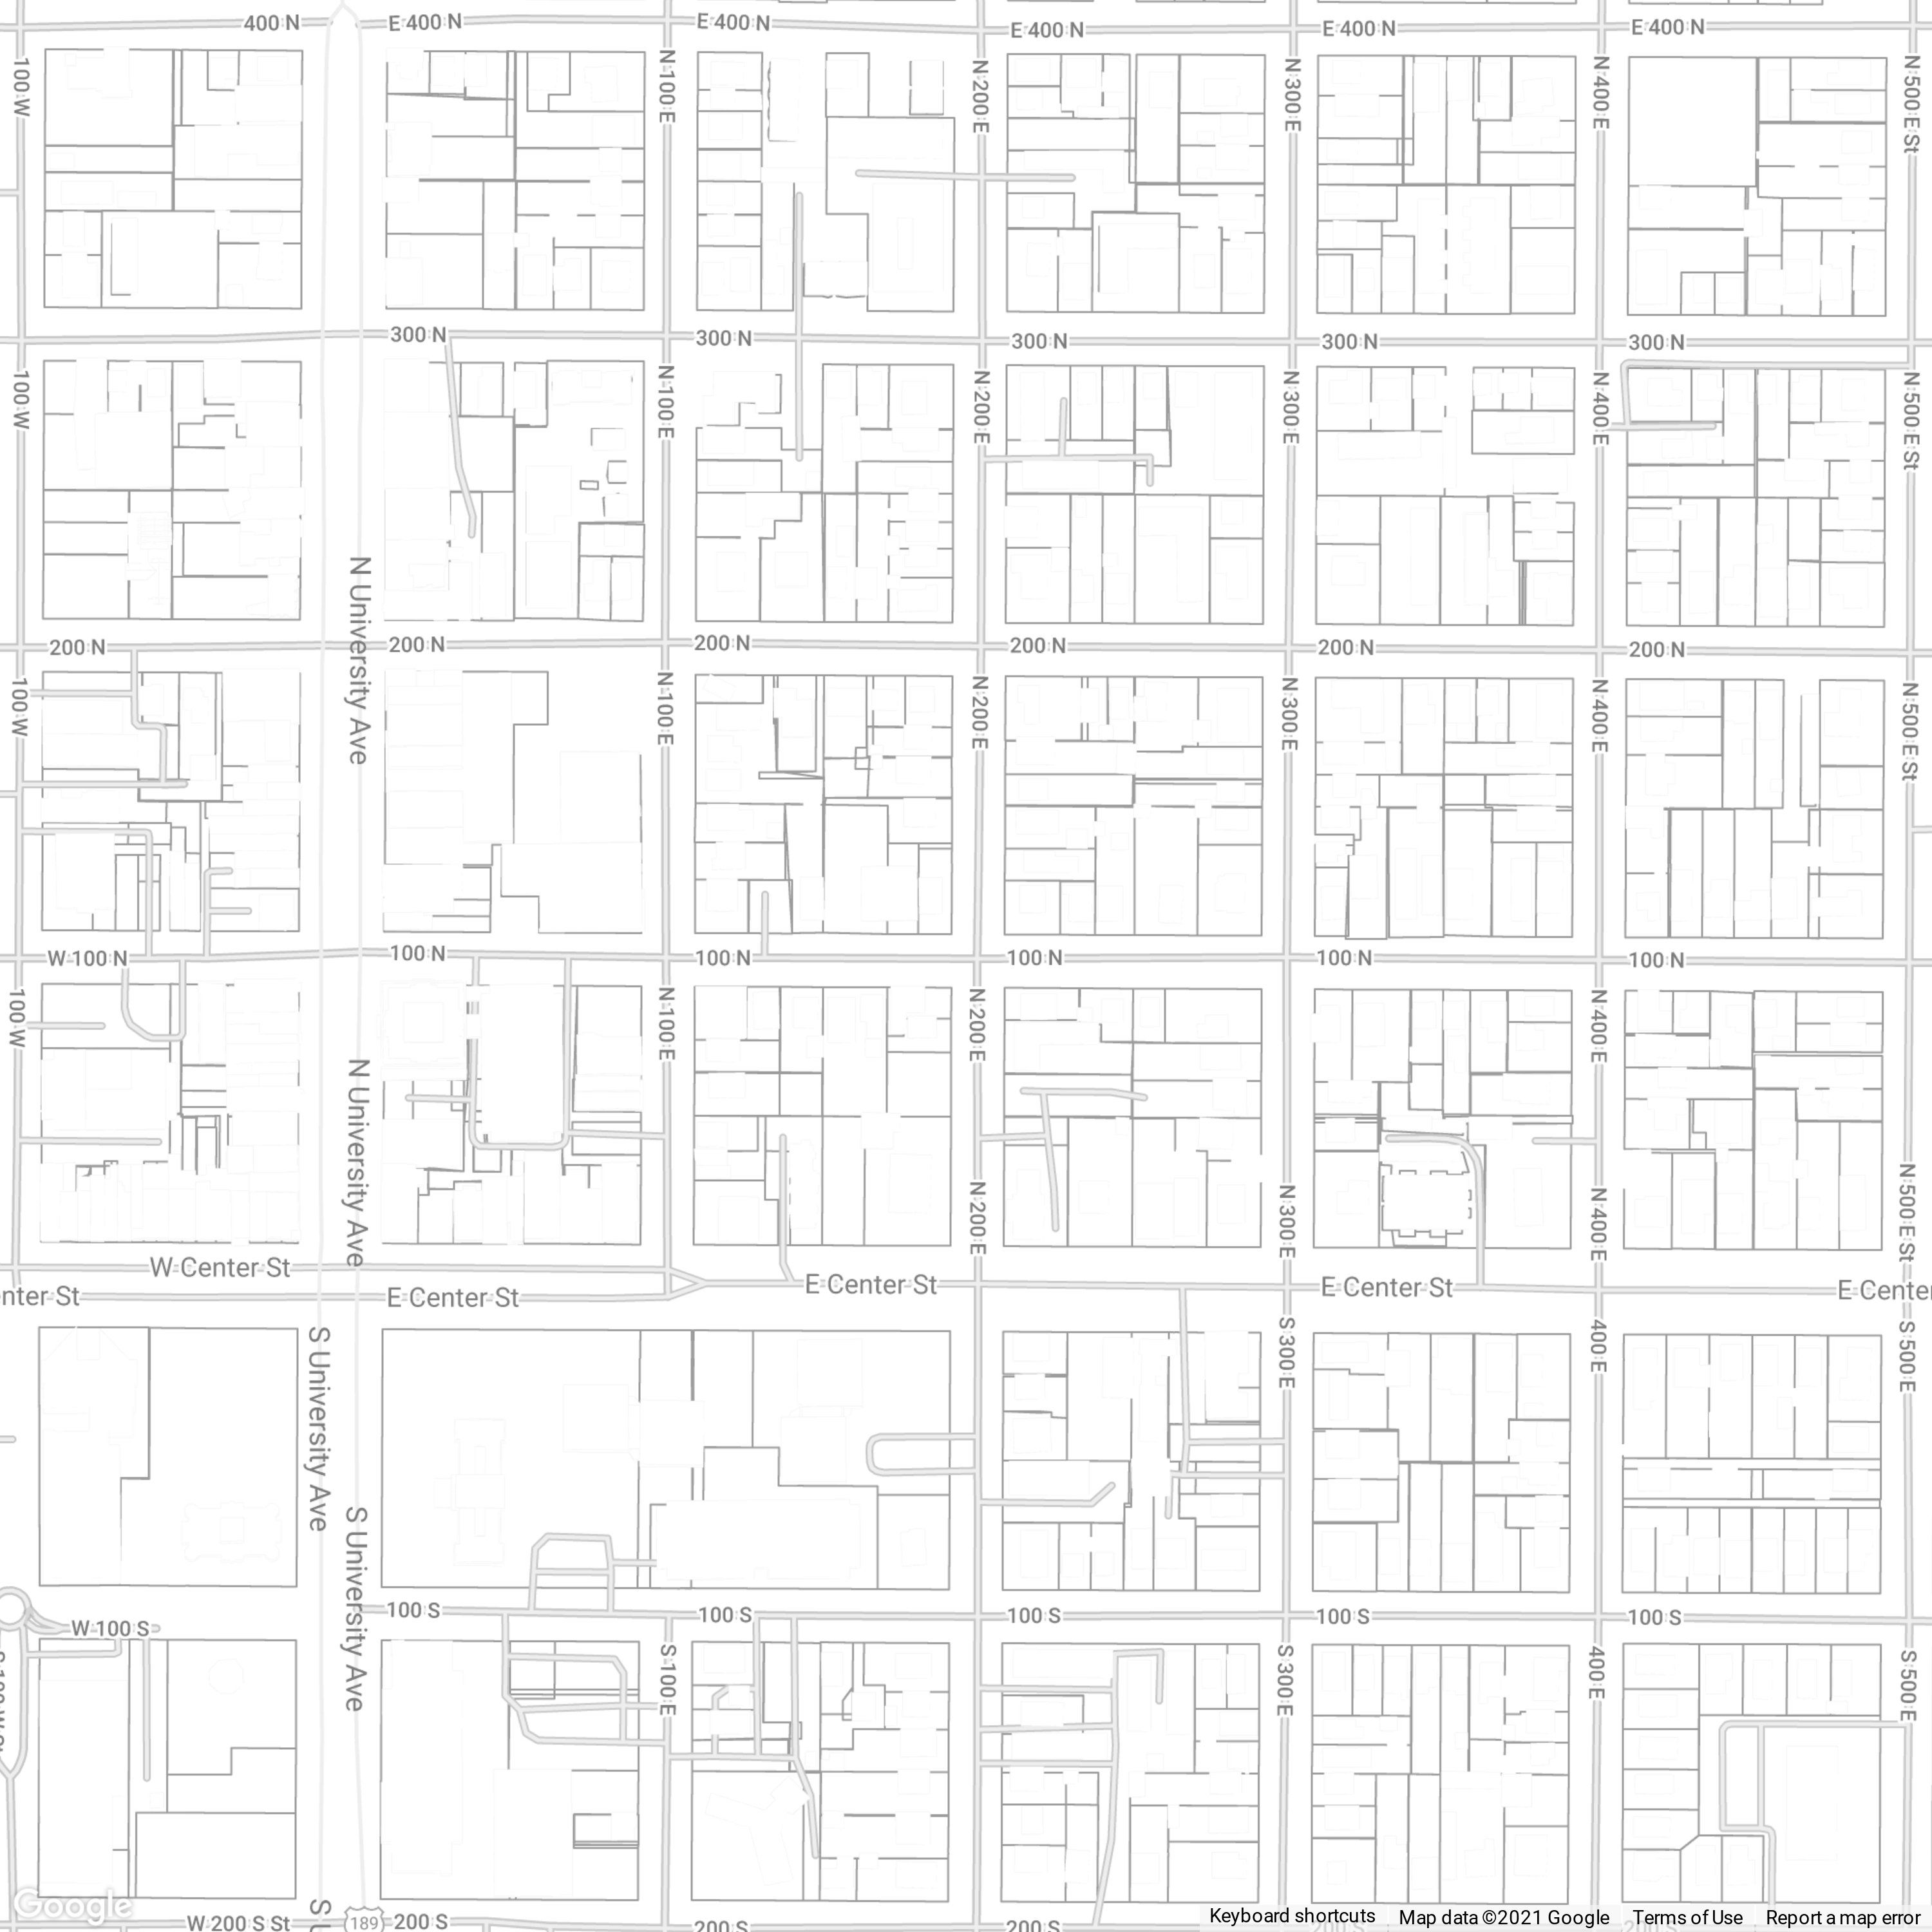 400 N
E 400 N
E 400 N
E 400 N
E 400 N
E 400 N
100 W
N 100 E
N 200 E
N 300 E
N 400 E
N 500 E St
300 N
300 N
300 N
300 N
300 N
100 W
N 100 E
N 200 E
N 300 E
N 400 E
N 500 E St
N University Ave
200 N
200 N
200 N
200 N
200 N
200 N
100 W
N 100 E
N 200 E
N 300 E
N 400 E
N 500 E St
W 100 N
100 N
100 N
100 N
100 N
100 N
100 W
N University Ave
N 100 E
N 200 E
N 400 E
N 200 E
N 300 E
N 400 E
N 500 E St
W Center St
nter St
E Center St
E Center St
E Center St
E Center
S University Ave
S 300 E
400 E
S 500 E
S University Ave
W 100 S
100 S
100 S
100 S
100 S
100 S
S 100 E
S 300 E
400 E
S 500 E
Google
W 200 S St
189
200 S
200 S
200 S
Keyboard shortcuts
Map data ©2021 Google
Terms of Use
Report a map error